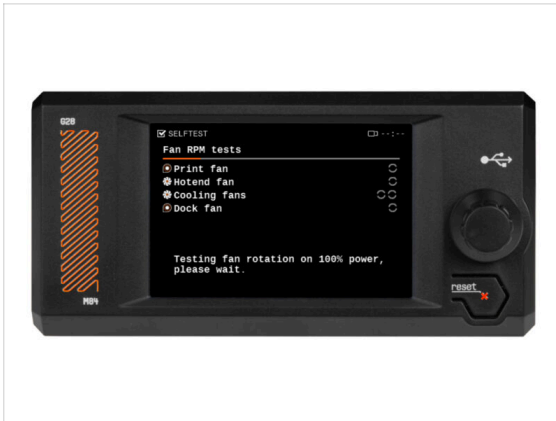 G28
SELFTEST
--:--
Fan RPM tests
Print fan
Hotend fan
Cooling fans
Dock fan
Testing fan rotation on 100% power,
please wait.
reset
M84